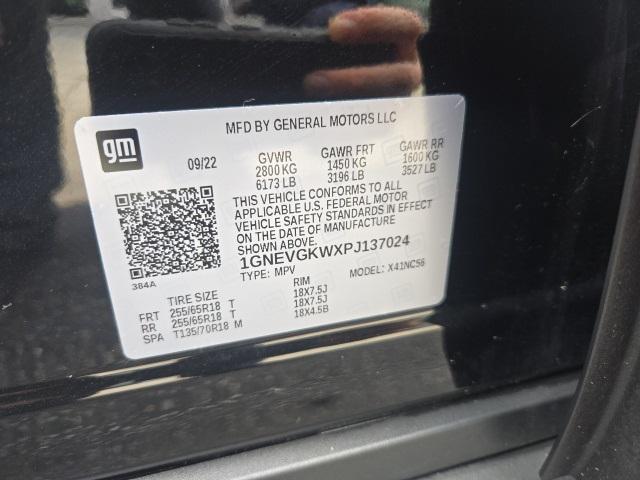 gm
MFD BY GENERAL MOTORS LLC
09/22 GVWR GAWR FRT GAWR RR
2800 KG 1450 KG 1600 KG
6173 LB 3196 LB 3527 LB
THIS VEHICLE CONFORMS TO ALL
APPLICABLE U.S. FEDERAL MOTOR
VEHICLE SAFETY STANDARDS IN EFFECT
ON THE DATE OF MANUFACTURE
SHOWN ABOVE.
1GNEVGKWXPJ137024
384A
TYPE: MPV MODEL: X41NC56
TIRE SIZE RIM
FRT 255/65R18 T 18X7.5J
RR 255/65R18 T 18X7.5J
SPA T135/70R18 M 18X4.5B